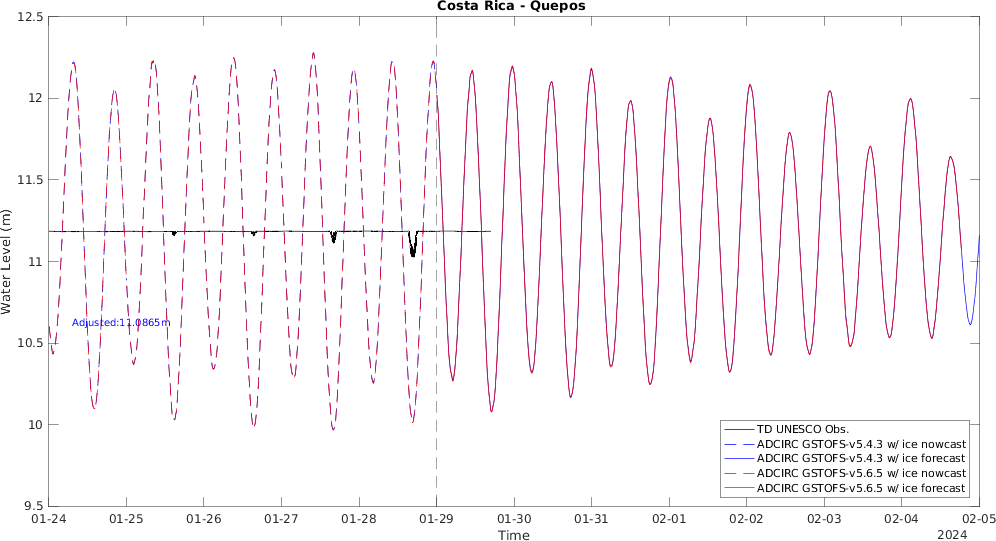 Costa Rica - Quepos
12.5
12
11.5
11
10.5
10
9.5
Water Level (m)
Adjusted:11.0865m
TD UNESCO Obs.
ADCIRC GSTOFS-v5.4.3 w/ ice nowcast
ADCIRC GSTOFS-v5.4.3 w/ ice forecast
ADCIRC GSTOFS-v5.6.5 w/ ice nowcast
ADCIRC GSTOFS-v5.6.5 w/ ice forecast
01-24 01-25 01-26 01-27 01-28 01-29 01-30 01-31 02-01 02-02 02-03 02-04 02-05
Time
2024